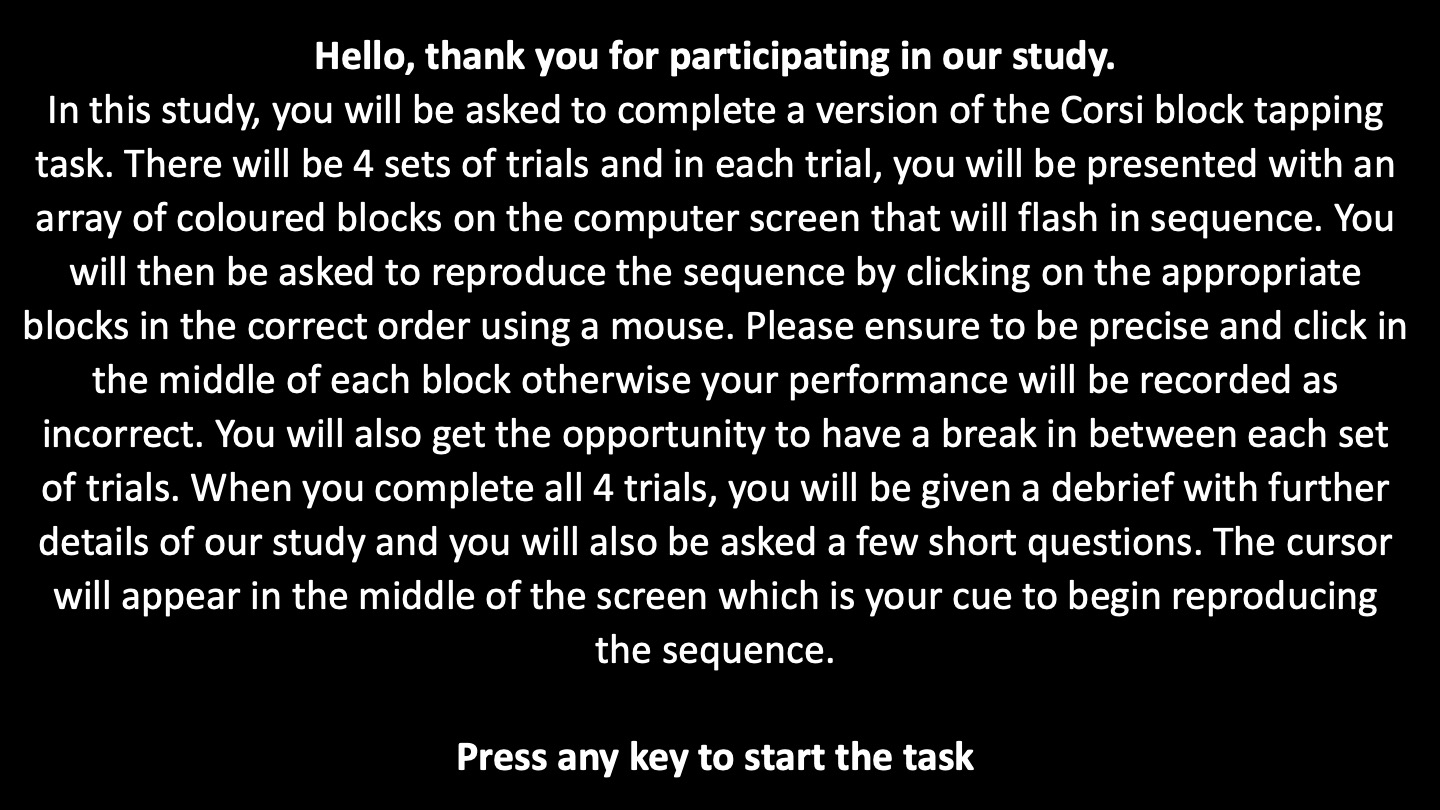 Hello, thank you for participating in our study.
In this study, you will be asked to complete a version of the Corsi block tapping
task. There will be 4 sets of trials and in each trial, you will be presented with an
array of coloured blocks on the computer screen that will flash in sequence. You
will then be asked to reproduce the sequence by clicking on the appropriate
blocks in the correct order using a mouse. Please ensure to be precise and click in
the middle of each block otherwise your performance will be recorded as
incorrect. You will also get the opportunity to have a break in between each set
of trials. When you complete all 4 trials, you will be given a debrief with further
details of our study and you will also be asked a few short questions. The cursor
will appear in the middle of the screen which is your cue to begin reproducing
the sequence.
Press any key to start the task